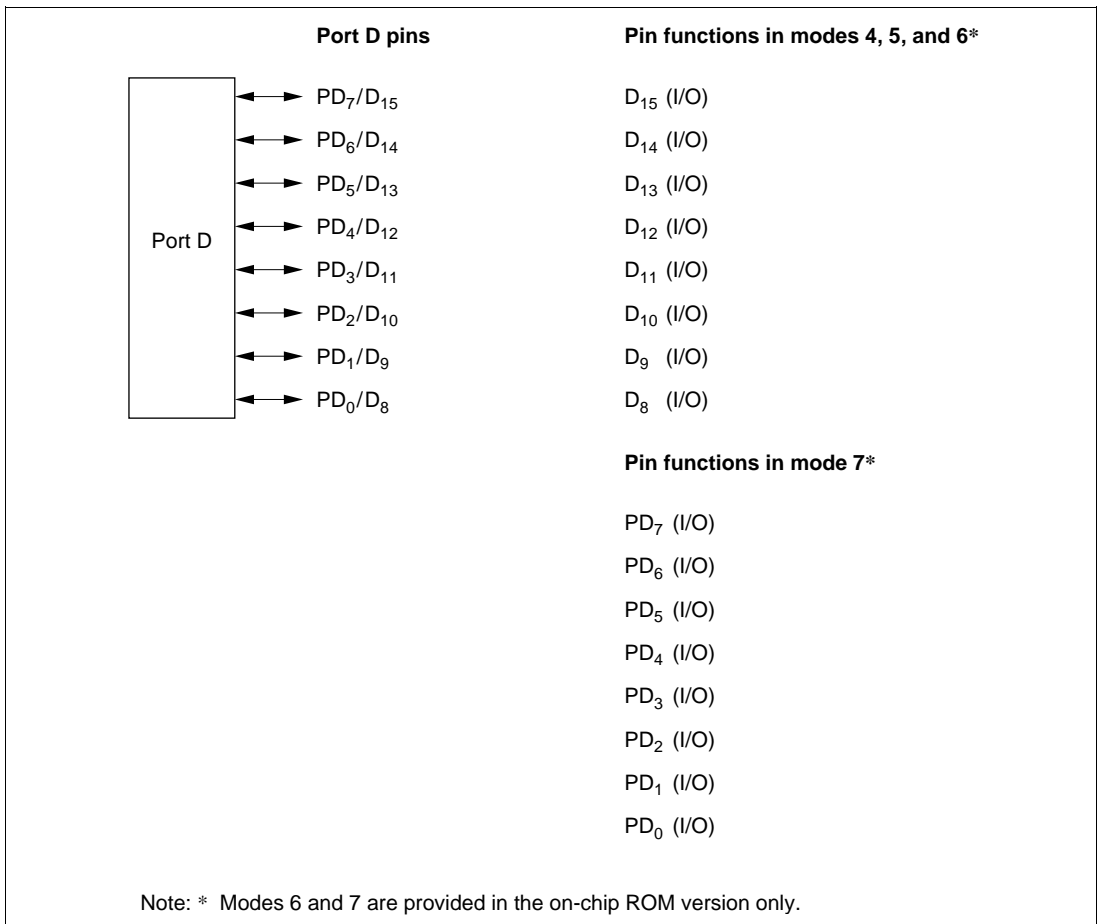 Port D pins Pin functions in modes 4, 5, and 6*
PD7/D15 D15 (I/O)
PD6/D14 D14 (I/O)
PD5/D13 D13 (I/O)
PD4/D12 D12 (I/O)
Port D
PD3/D11 D11 (I/O)
PD2/D10 D10 (I/O)
PD1/D9 D9 (I/O)
PD0/D8 D8 (I/O)
Pin functions in mode 7*
PD7 (I/O)
PD6 (I/O)
PD5 (I/O)
PD4 (I/O)
PD3 (I/O)
PD2 (I/O)
PD1 (I/O)
PD0 (I/O)
Note: * Modes 6 and 7 are provided in the on-chip ROM version only.